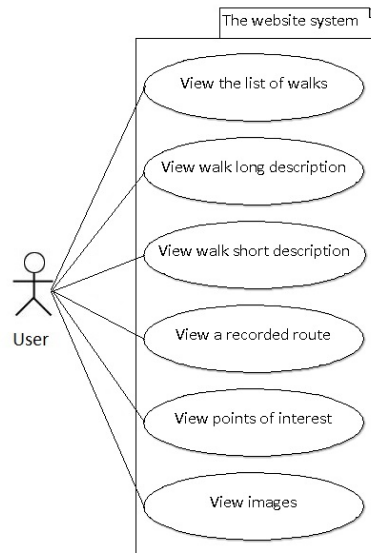 The website system
View the list of walks
View walk long description
View walk short description
User
View a recorded route
View points of interest
View images